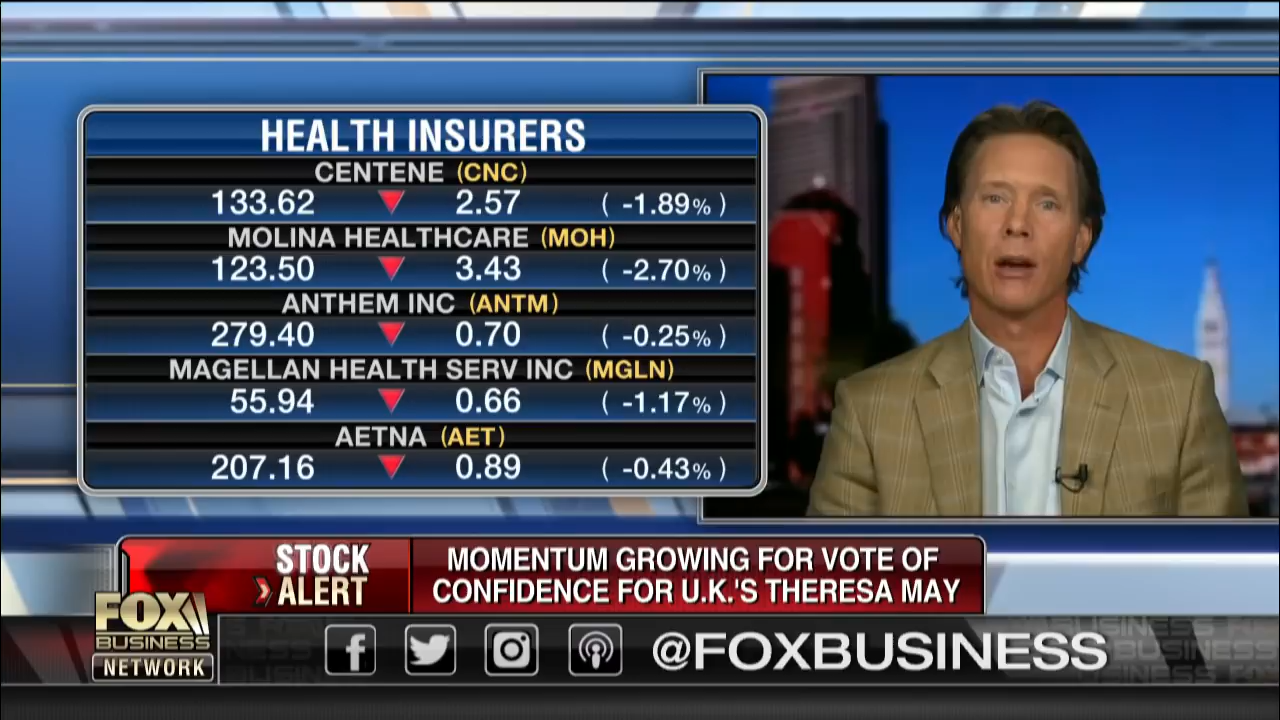 HEALTH INSURERS
CENTENE (CNC)
133.62 ▼ 2.57 ( -1.89% )
MOLINA HEALTHCARE (MOH)
123.50 ▼ 3.43 ( -2.70% )
ANTHEM INC (ANTM)
279.40 ▼ 0.70 ( -0.25% )
MAGELLAN HEALTH SERV INC (MGLN)
55.94 ▼ 0.66 ( -1.17% )
AETNA (AET)
207.16 ▼ 0.89 ( -0.43% )
STOCK
ALERT
MOMENTUM GROWING FOR VOTE OF
CONFIDENCE FOR U.K.'S THERESA MAY
FOX
BUSINESS
NETWORK
@FOXBUSINESS